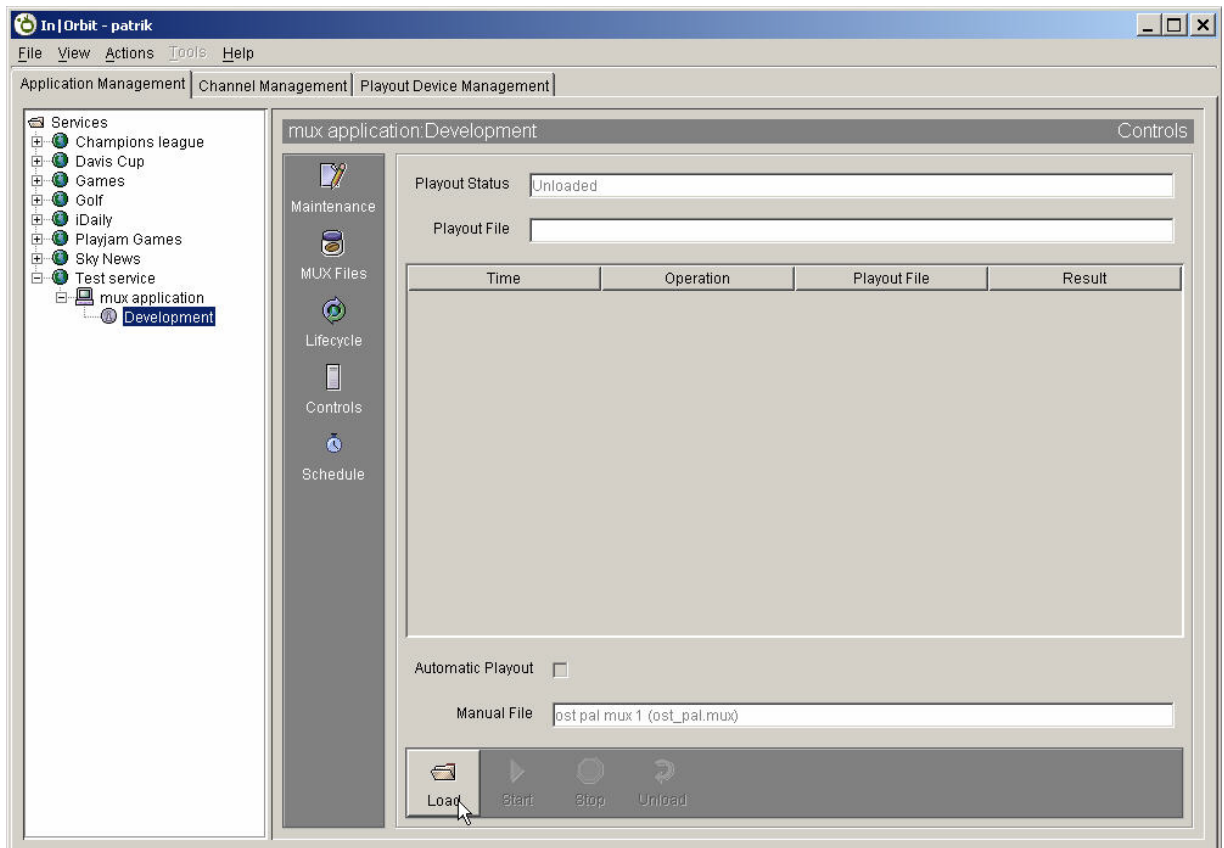 In|Orbit - patrik
File View Actions Tools Help
Application Management Channel Management Playout Device Management
Services
Champions league
Davis Cup
Games
Golf
iDaily
Playjam Games
Sky News
Test service
mux application
Development
mux application:Development Controls
Maintenance
MUX Files
Lifecycle
Controls
Schedule
Playout Status Unloaded
Playout File
Time Operation Playout File Result
Automatic Playout
Manual File ost pal mux 1 (ost_pal.mux)
Load Start Stop Unload